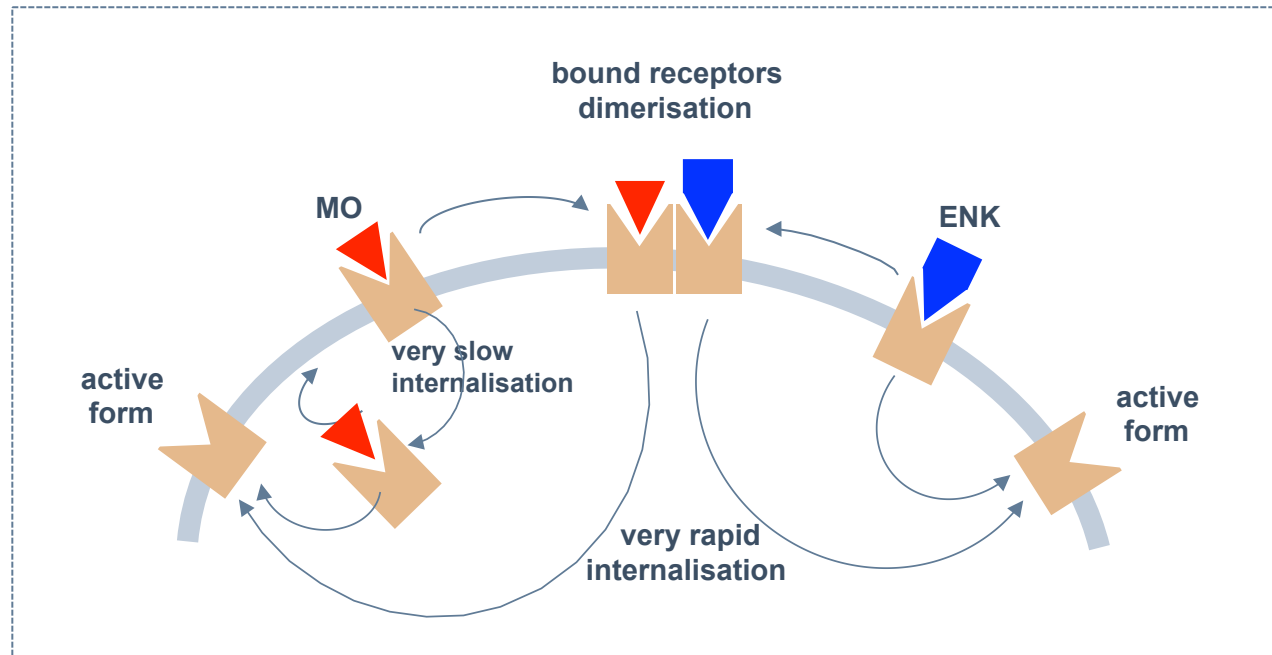 bound receptors
dimerisation
MO
ENK
very slow
internalisation
active
form
active
form
very rapid
internalisation